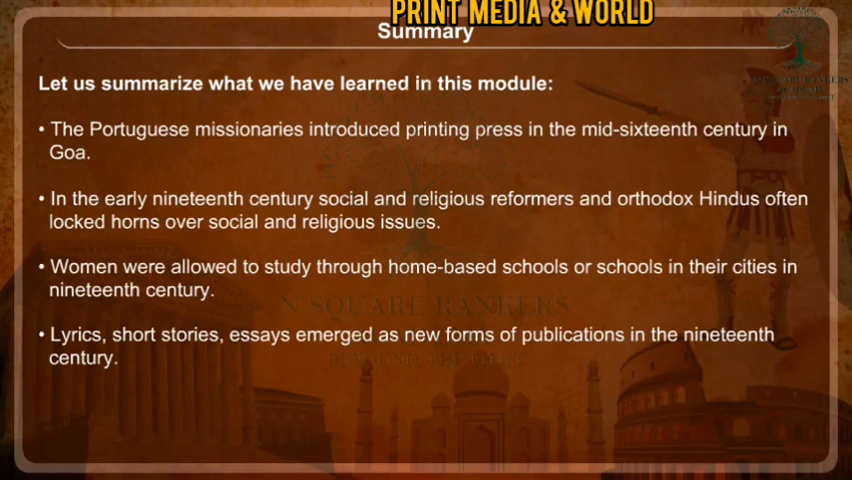 PRINT MEDIA & WORLD
Summary
Let us summarize what we have learned in this module:
• The Portuguese missionaries introduced printing press in the mid-sixteenth century in
Goa.
• In the early nineteenth century social and religious reformers and orthodox Hindus often
locked horns over social and religious issues.
• Women were allowed to study through home-based schools or schools in their cities in
nineteenth century.
N SQUARE RANKERS
• Lyrics, short stories, essays emerged as new forms of publications in the nineteenth
century.